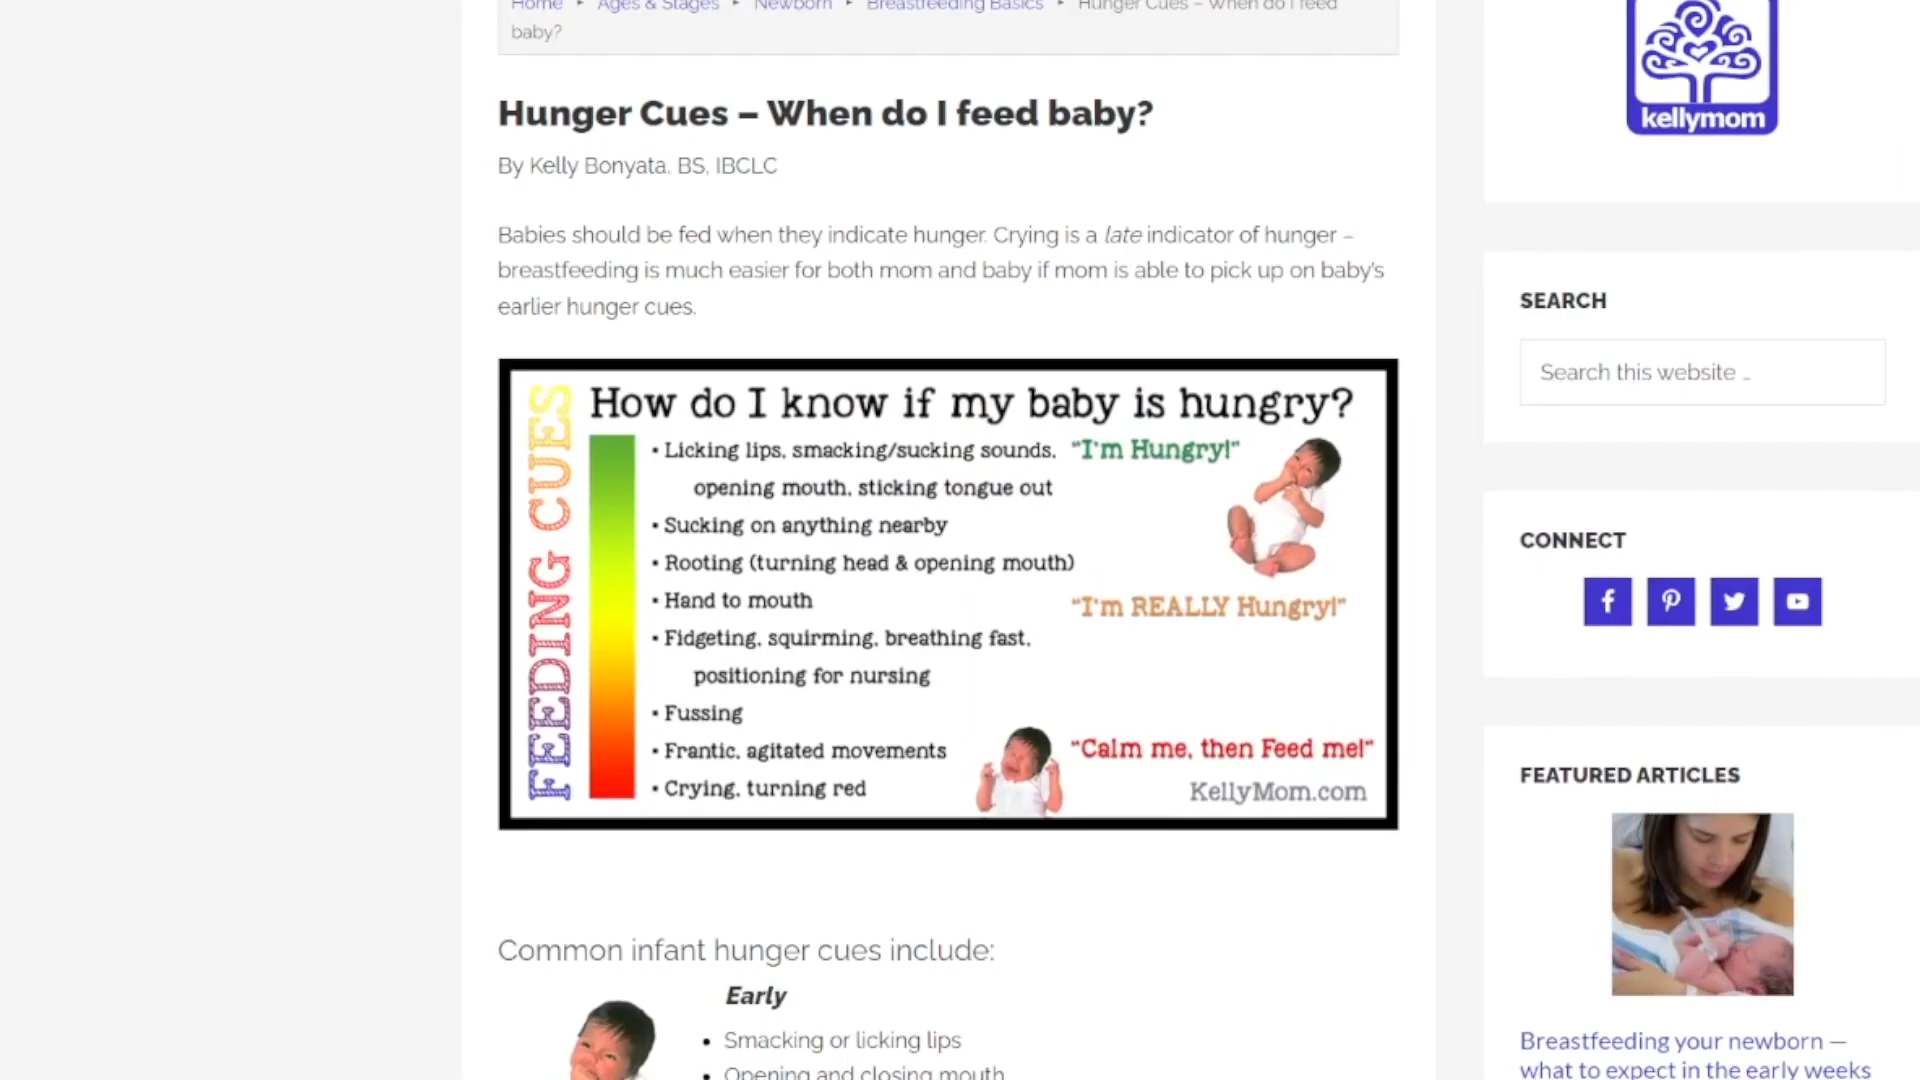 Home ▸ Ages & Stages ▸ Newborn ▸ Breastfeeding Basics ▸ Hunger Cues – When do I feed
baby?
Hunger Cues – When do I feed baby?
By Kelly Bonyata, BS, IBCLC
Babies should be fed when they indicate hunger. Crying is a late indicator of hunger –
breastfeeding is much easier for both mom and baby if mom is able to pick up on baby's
earlier hunger cues.
FEEDING CUES
How do I know if my baby is hungry?
• Licking lips, smacking/sucking sounds,
opening mouth, sticking tongue out
• Sucking on anything nearby
• Rooting (turning head & opening mouth)
• Hand to mouth
• Fidgeting, squirming, breathing fast,
positioning for nursing
• Fussing
• Frantic, agitated movements
• Crying, turning red
"I'm Hungry!"
"I'm REALLY Hungry!"
"Calm me, then Feed me!"
KellyMom.com
Common infant hunger cues include:
Early
• Smacking or licking lips
• Opening and closing mouth
kellymom
SEARCH
Search this website …
CONNECT
FEATURED ARTICLES
Breastfeeding your newborn —
what to expect in the early weeks